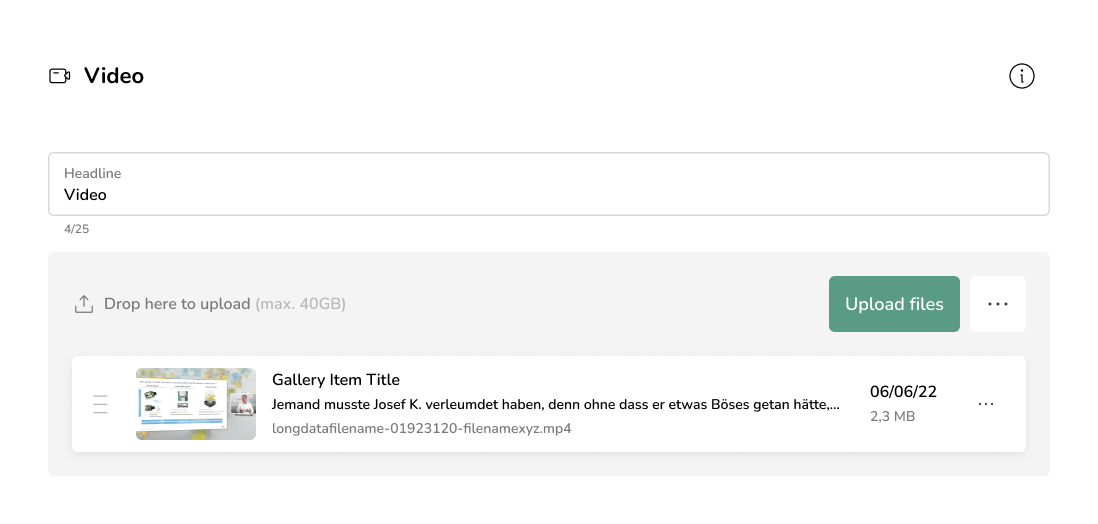 Video
Headline
Video
4/25
Drop here to upload (max. 40GB)
Upload files
Gallery Item Title
Jemand musste Josef K. verleumdet haben, denn ohne dass er etwas Böses getan hätte,...
longdatafilename-01923120-filenamexyz.mp4
06/06/22
2,3 MB